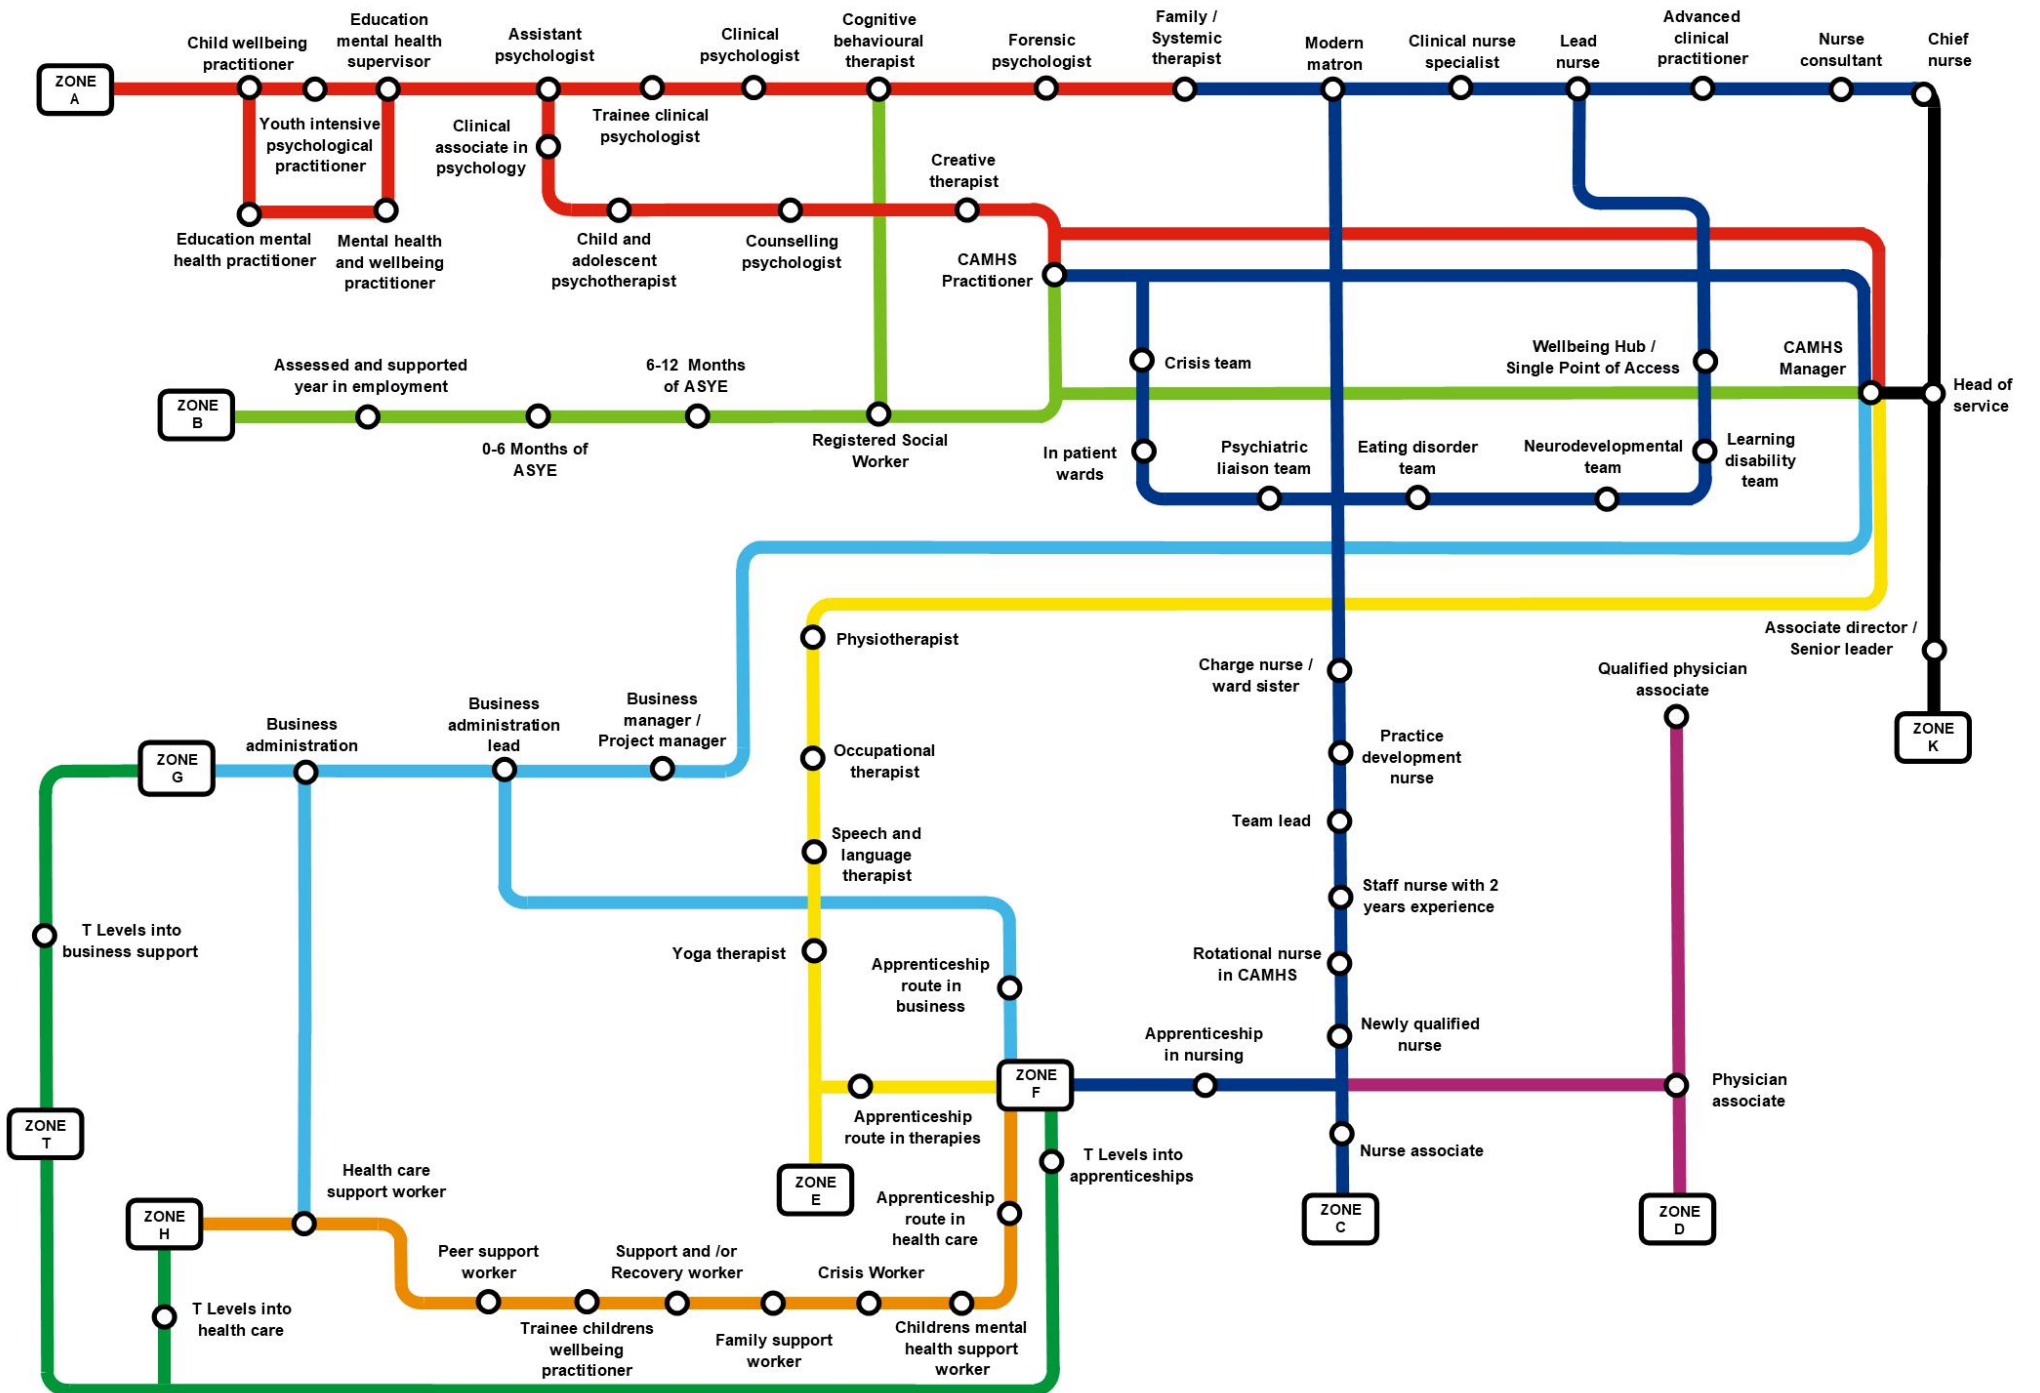 ZONE
A
Child wellbeing
practitioner
Education
mental health
supervisor
Assistant
psychologist
Clinical
psychologist
Cognitive
behavioural
therapist
Forensic
psychologist
Family /
Systemic
therapist
Modern
matron
Clinical nurse
specialist
Lead
nurse
Advanced
clinical
practitioner
Nurse
consultant
Chief
nurse
Youth intensive
psychological
practitioner
Clinical
associate in
psychology
Trainee clinical
psychologist
Creative
therapist
Education mental
health practitioner
Mental health
and wellbeing
practitioner
Child and
adolescent
psychotherapist
Counselling
psychologist
CAMHS
Practitioner
ZONE
B
Assessed and supported
year in employment
0-6 Months of
ASYE
6-12 Months
of ASYE
Registered Social
Worker
Crisis team
In patient
wards
Psychiatric
liaison team
Eating disorder
team
Neurodevelopmental
team
Learning
disability
team
Wellbeing Hub /
Single Point of Access
CAMHS
Manager
Head of
service
Associate director /
Senior leader
ZONE
K
Physiotherapist
Occupational
therapist
Speech and
language
therapist
Yoga therapist
Charge nurse /
ward sister
Practice
development
nurse
Team lead
Staff nurse with 2
years experience
Rotational nurse
in CAMHS
Newly qualified
nurse
Qualified physician
associate
ZONE
G
Business
administration
Business
administration
lead
Business
manager /
Project manager
T Levels into
business support
Apprenticeship
route in
business
Apprenticeship
in nursing
ZONE
F
Physician
associate
Apprenticeship
route in therapies
T Levels into
apprenticeships
Nurse associate
ZONE
T
ZONE
E
ZONE
C
ZONE
D
ZONE
H
Health care
support worker
Apprenticeship
route in
health care
T Levels into
health care
Peer support
worker
Trainee childrens
wellbeing
practitioner
Support and /or
Recovery worker
Family support
worker
Crisis Worker
Childrens mental
health support
worker